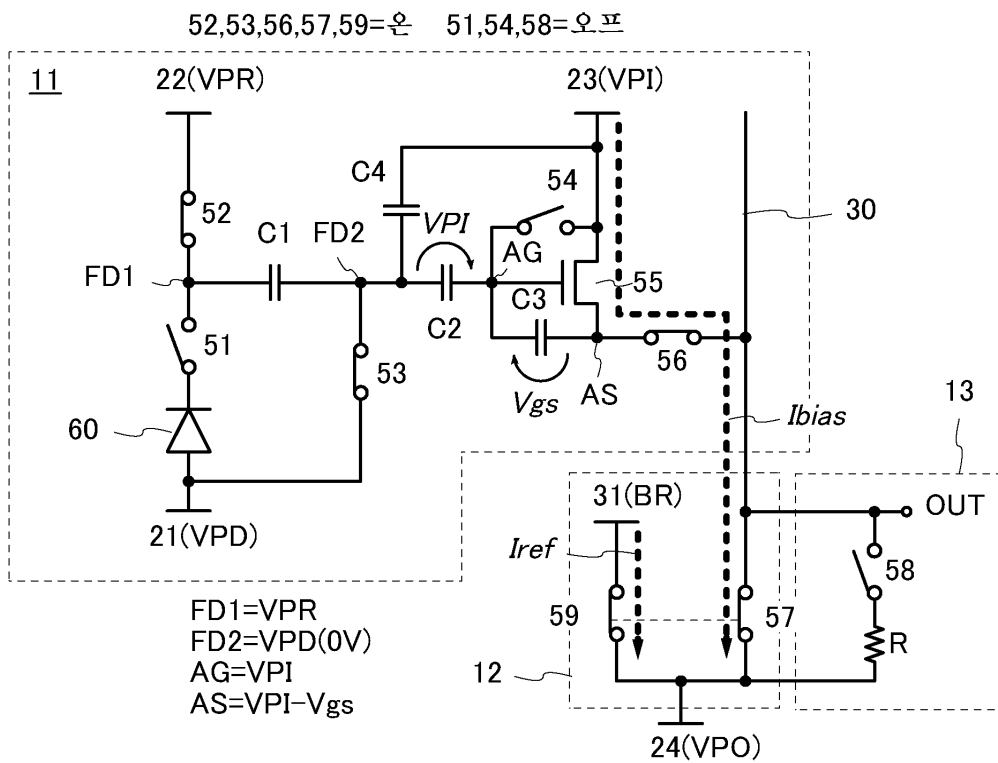 52,53,56,57,59=온 51,54,58=오프
11
22(VPR)
23(VPI)
C4
54
52
VPI
30
C1
FD2
AG
FD1
55
C3
51
C2
53
56
Vgs
AS
13
60
Ibias
31(BR)
OUT
21(VPD)
Iref
58
59
57
FD1=VPR
R
FD2=VPD(0V)
AG=VPI
12
AS=VPI-Vgs
24(VPO)